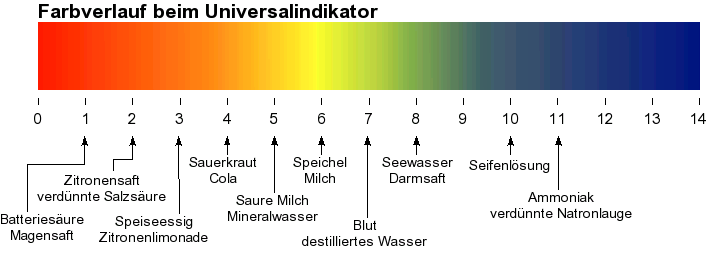 Farbverlauf beim Universalindikator
0 1 2 3 4 5 6 7 8 9 10 11 12 13 14
Batteriesäure
Magensaft
Zitronensaft
verdünnte Salzsäure
Speiseessig
Zitronenlimonade
Sauerkraut
Cola
Saure Milch
Mineralwasser
Speichel
Milch
Blut
destilliertes Wasser
Seewasser
Darmsaft
Seifenlösung
Ammoniak
verdünnte Natronlauge